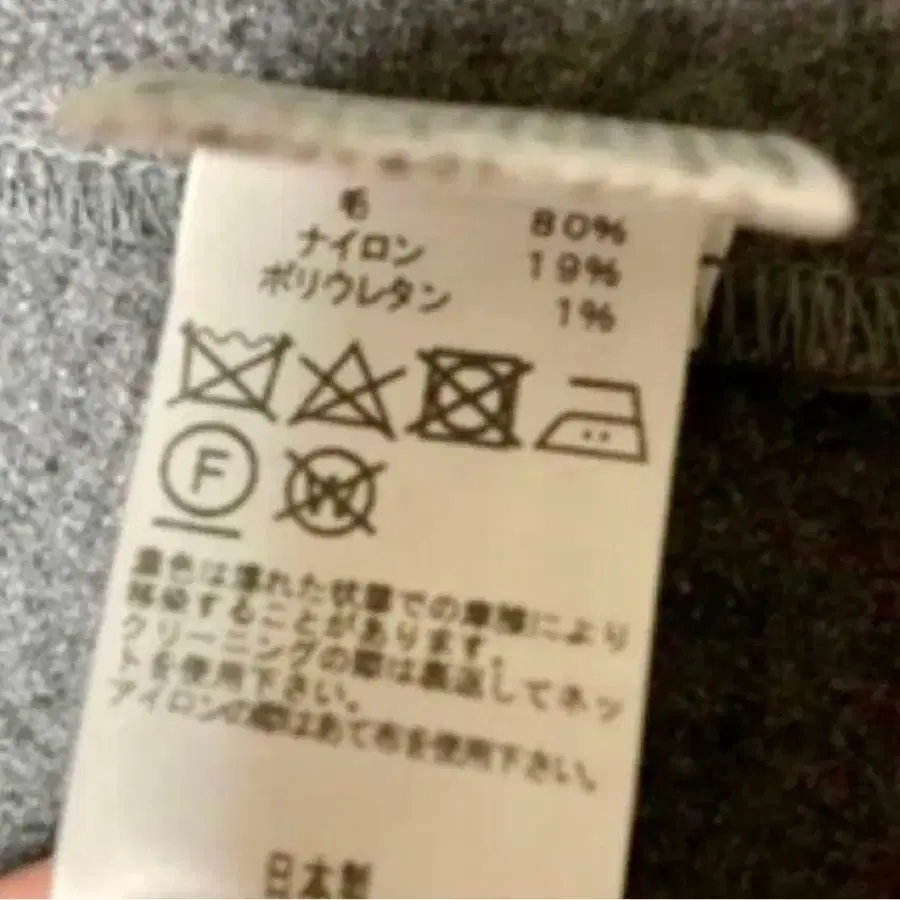 毛 80%
ナイロン 19%
ポリウレタン 1%
F
W
濃色は濡れた状態での摩擦により
移染することがあります。
クリーニングの際は裏返してネッ
トを使用下さい。
アイロンの際はあて布を使用下さい。
日本製